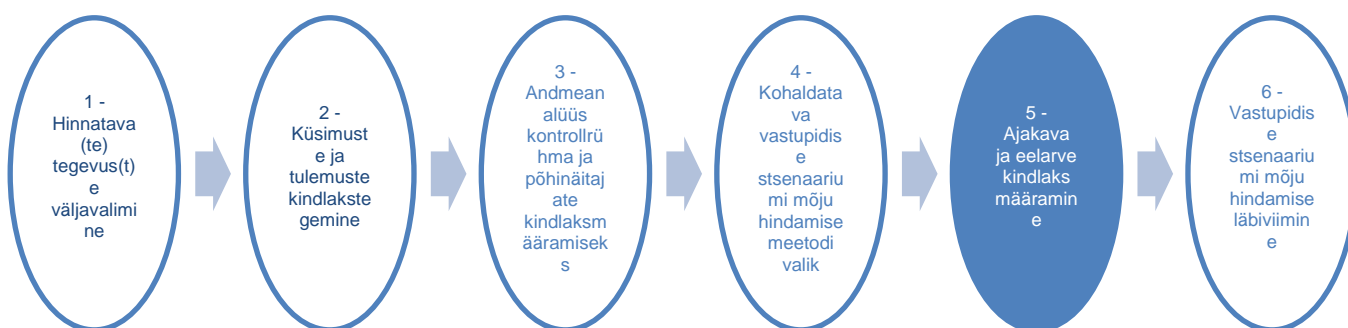 1 -
Hinnatava
(te)
tegevus(t)
e
väljavalimi
ne
2 -
Küsimust
e ja
tulemuste
kindlakste
gemine
3 -
Andmean
alüüs
kontrollrü
hma ja
põhinäitaj
ate
kindlaksm
ääramisek
s
4 -
Kohaldata
va
vastupidis
e
stsenaariu
mi mõju
hindamise
meetodi
valik
5 -
Ajakava
ja eelarve
kindlaks
määramin
e
6 -
Vastupidis
e
stsenaariu
mi mõju
hindamise
läbiviimin
e